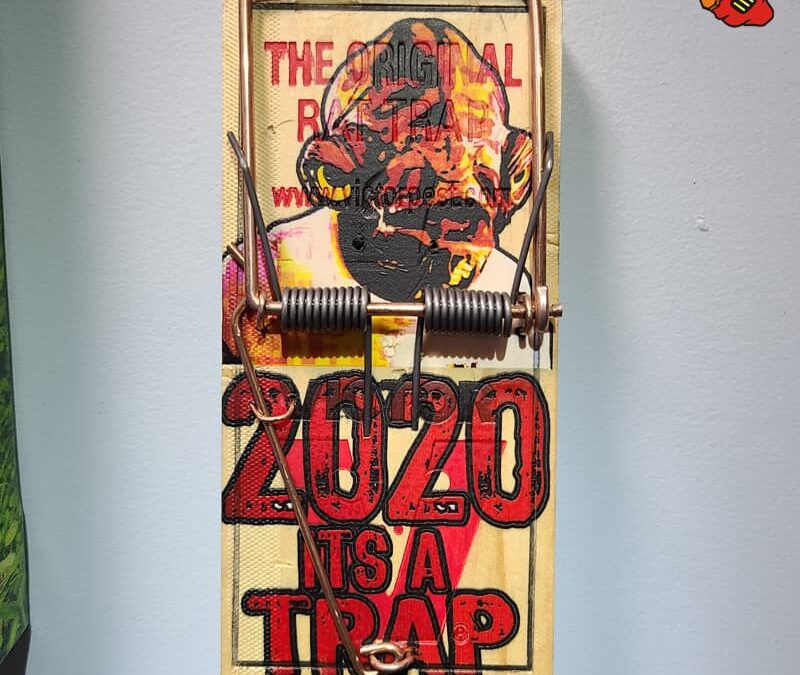 THE ORIGINAL
RAT TRAP
www.victorpest.com
2020
ITS A
TRAP
®